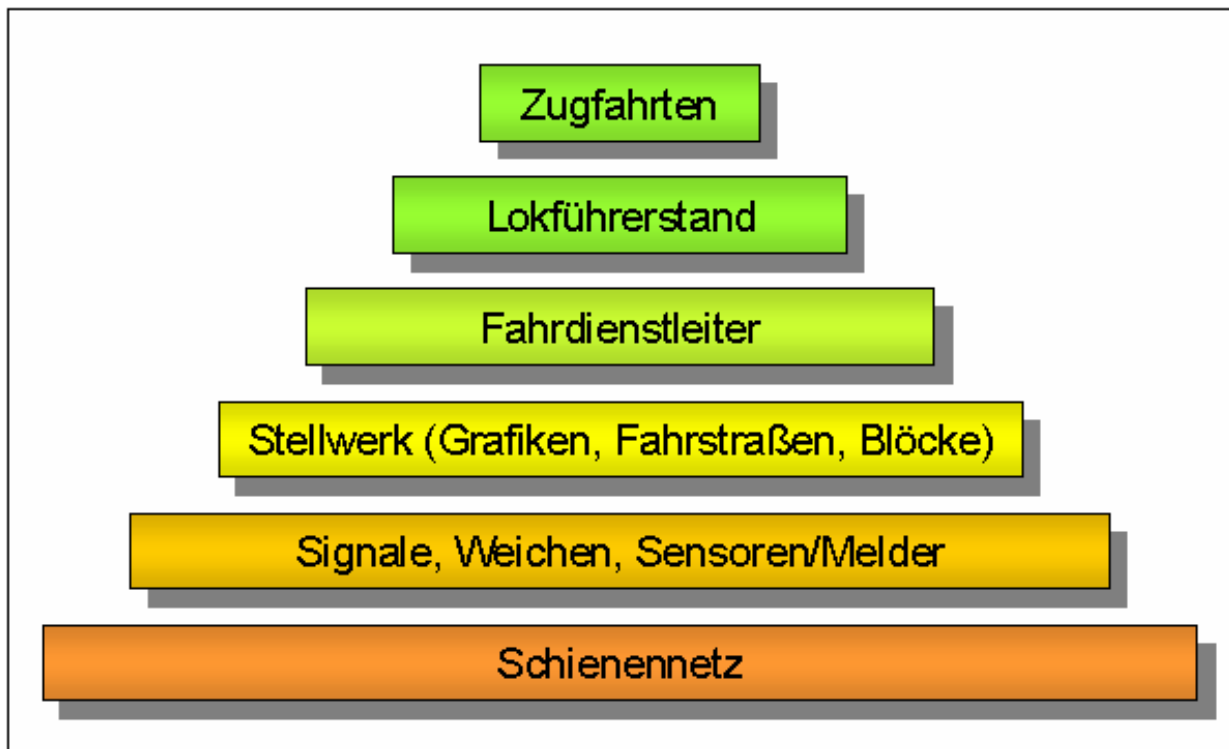 Zugfahrten
Lokführerstand
Fahrdienstleiter
Stellwerk (Grafiken, Fahrstraßen, Blöcke)
Signale, Weichen, Sensoren/Melder
Schienennetz